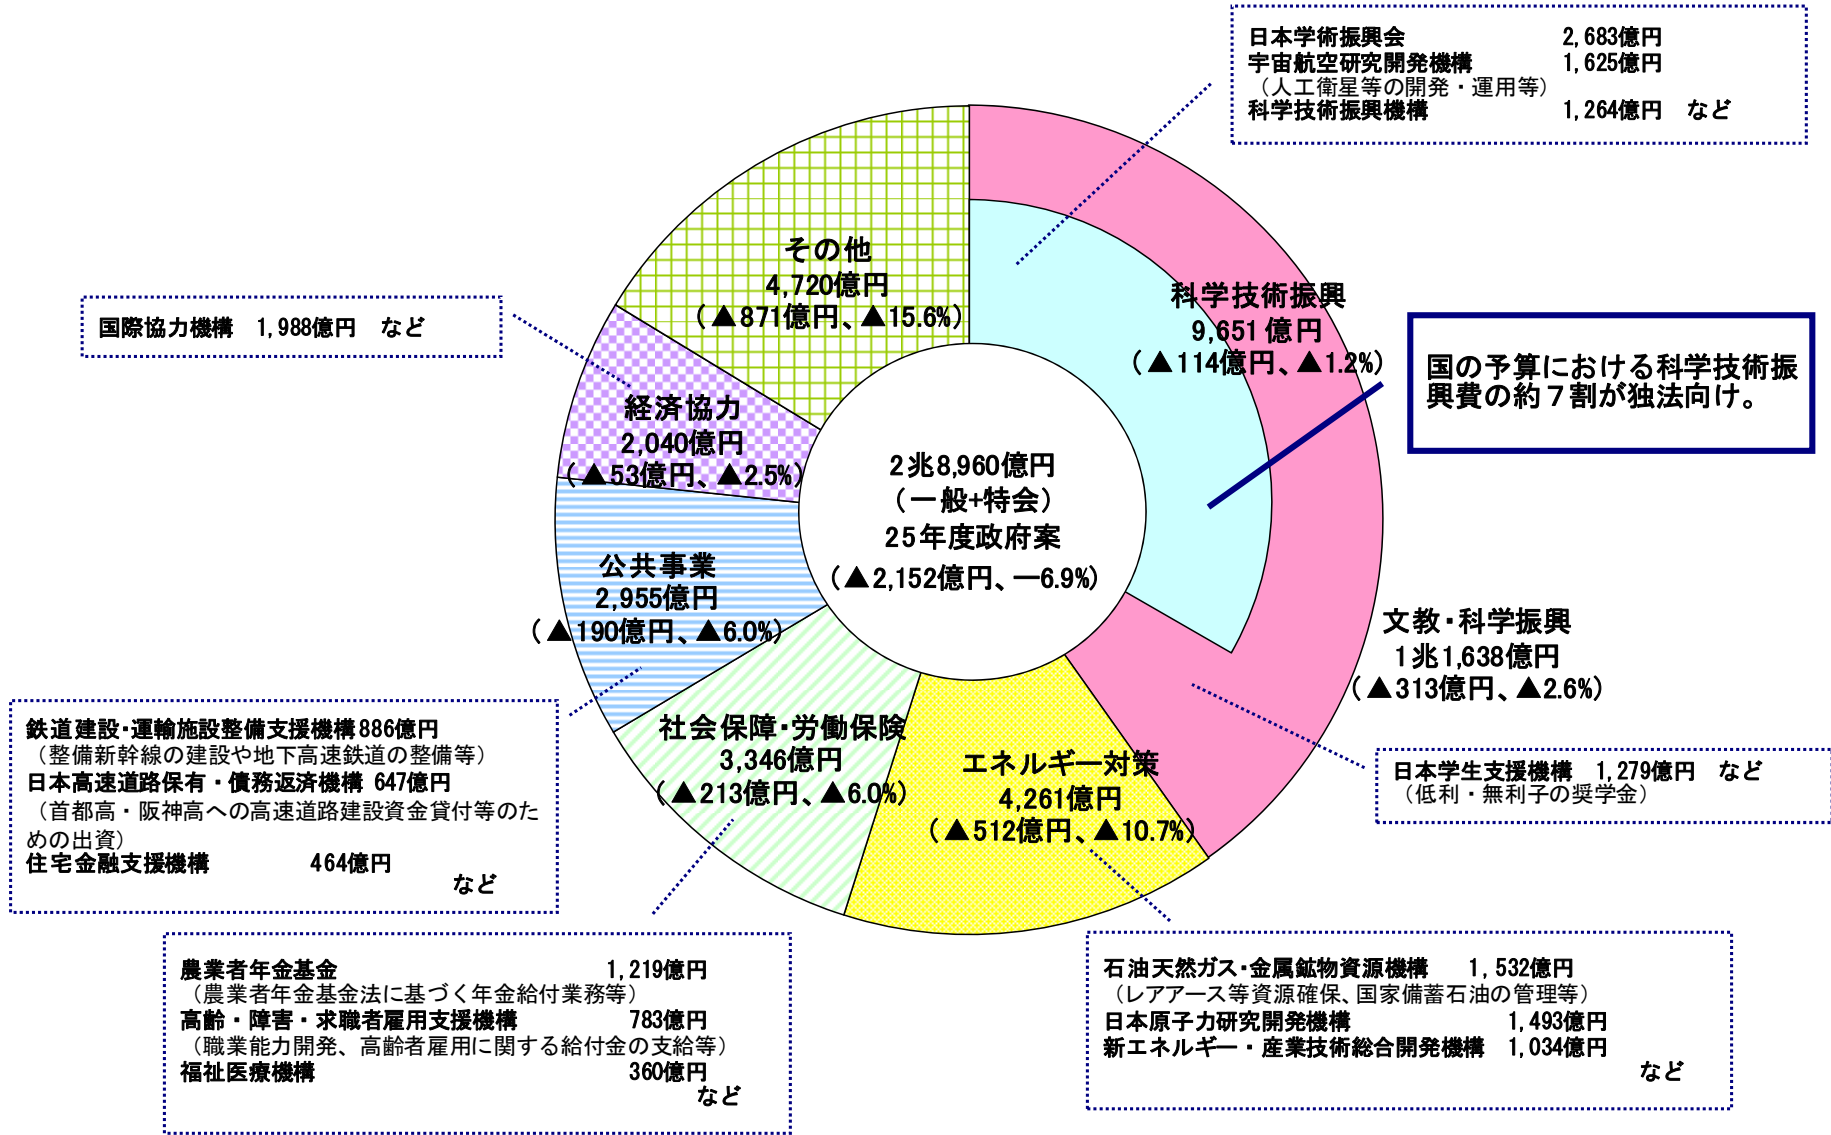 日本学術振興会 2,683億円
宇宙航空研究開発機構 1,625億円
（人工衛星等の開発・運用等）
科学技術振興機構 1,264億円 など
その他
4,720億円
（▲871億円、▲15.6%）
科学技術振興
9,651億円
（▲114億円、▲1.2%）
国際協力機構 1,988億円 など
国の予算における科学技術振
興費の約７割が独法向け。
経済協力
2,040億円
（▲53億円、▲2.5%）
2兆8,960億円
（一般+特会）
25年度政府案
（▲2,152億円、―6.9%）
公共事業
2,955億円
（▲190億円、▲6.0%）
文教・科学振興
1兆1,638億円
（▲313億円、▲2.6%）
鉄道建設・運輸施設整備支援機構 886億円
（整備新幹線の建設や地下高速鉄道の整備等）
日本高速道路保有・債務返済機構 647億円
（首都高・阪神高への高速道路建設資金貸付等のた
めの出資）
住宅金融支援機構 464億円
など
社会保障・労働保険
3,346億円
（▲213億円、▲6.0%）
エネルギー対策
4,261億円
（▲512億円、▲10.7%）
日本学生支援機構 1,279億円 など
（低利・無利子の奨学金）
農業者年金基金 1,219億円
（農業者年金基金法に基づく年金給付業務等）
高齢・障害・求職者雇用支援機構 783億円
（職業能力開発、高齢者雇用に関する給付金の支給等）
福祉医療機構 360億円
など
石油天然ガス・金属鉱物資源機構 1,532億円
（レアアース等資源確保、国家備蓄石油の管理等）
日本原子力研究開発機構 1,493億円
新エネルギー・産業技術総合開発機構 1,034億円
など